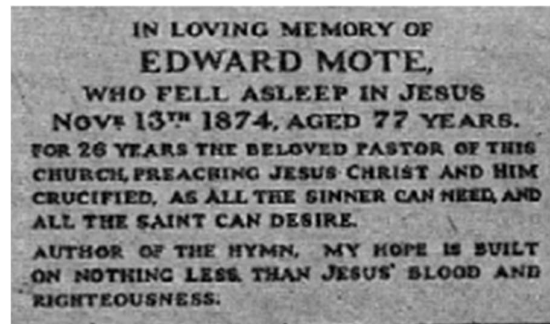 IN LOVING MEMORY OF
EDWARD MOTE,
WHO FELL ASLEEP IN JESUS
NOVR 13TH 1874, AGED 77 YEARS.
FOR 26 YEARS THE BELOVED PASTOR OF THIS
CHURCH, PREACHING JESUS CHRIST AND HIM
CRUCIFIED, AS ALL THE SINNER CAN NEED, AND
ALL THE SAINT CAN DESIRE.
AUTHOR OF THE HYMN, MY HOPE IS BUILT
ON NOTHING LESS THAN JESUS' BLOOD AND
RIGHTEOUSNESS.